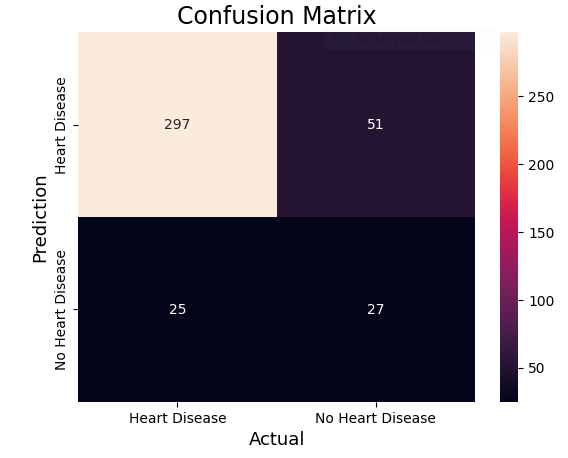 Confusion Matrix
Heart Disease
297
51
250
200
Prediction
150
No Heart Disease
25
27
100
50
Heart Disease
No Heart Disease
Actual